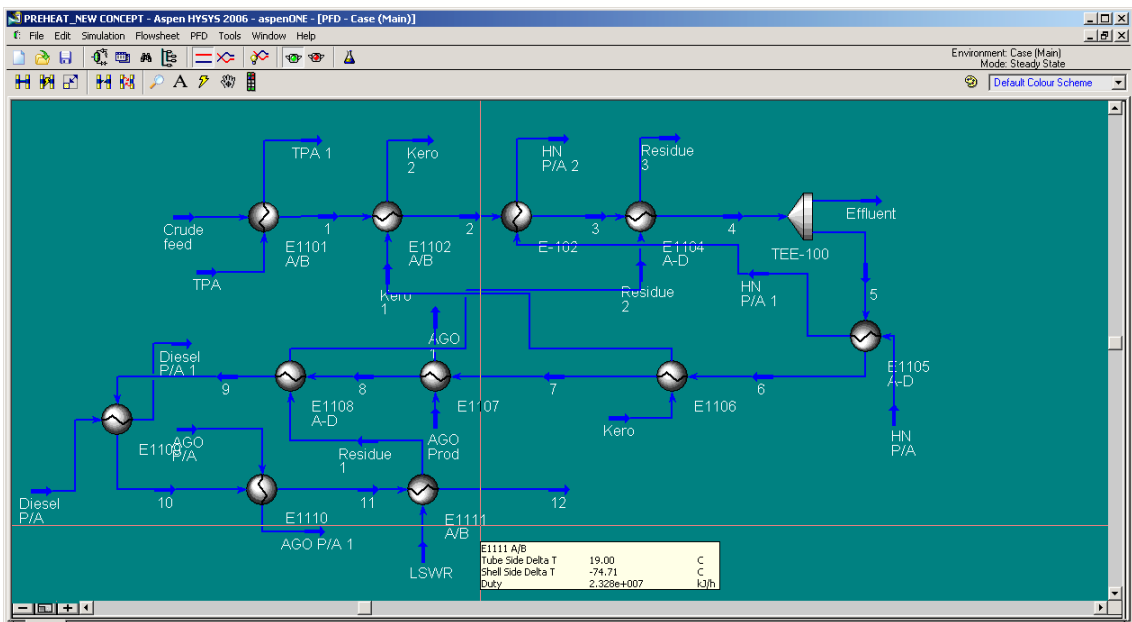 PREHEAT_NEW CONCEPT - Aspen HYSYS 2006 - aspenONE - [PFD - Case (Main)]
File Edit Simulation Flowsheet PFD Tools Window Help
Environment: Case (Main)
Mode: Steady State
A
Default Colour Scheme
TPA 1
Kero
2
HN
P/A 2
Residue
3
Crude
feed
1
2
3
4
Effluent
E1101
A/B
E1102
A/B
E-102
E1104
A-D
TEE-100
TPA
Kero
1
Residue
2
HN
P/A 1
5
Diesel
P/A 1
AGO
1
E1105
A-D
9
8
7
6
E1108
A-D
E1107
E1106
Kero
E1109
AGO
P/A
Residue
1
AGO
Prod
HN
P/A
Diesel
P/A
10
11
12
E1110
E1111
A/B
AGO P/A 1
LSWR
E1111 A/B
Tube Side Delta T 19.00 C
Shell Side Delta T -74.71 C
Duty 2.328e+007 kJ/h